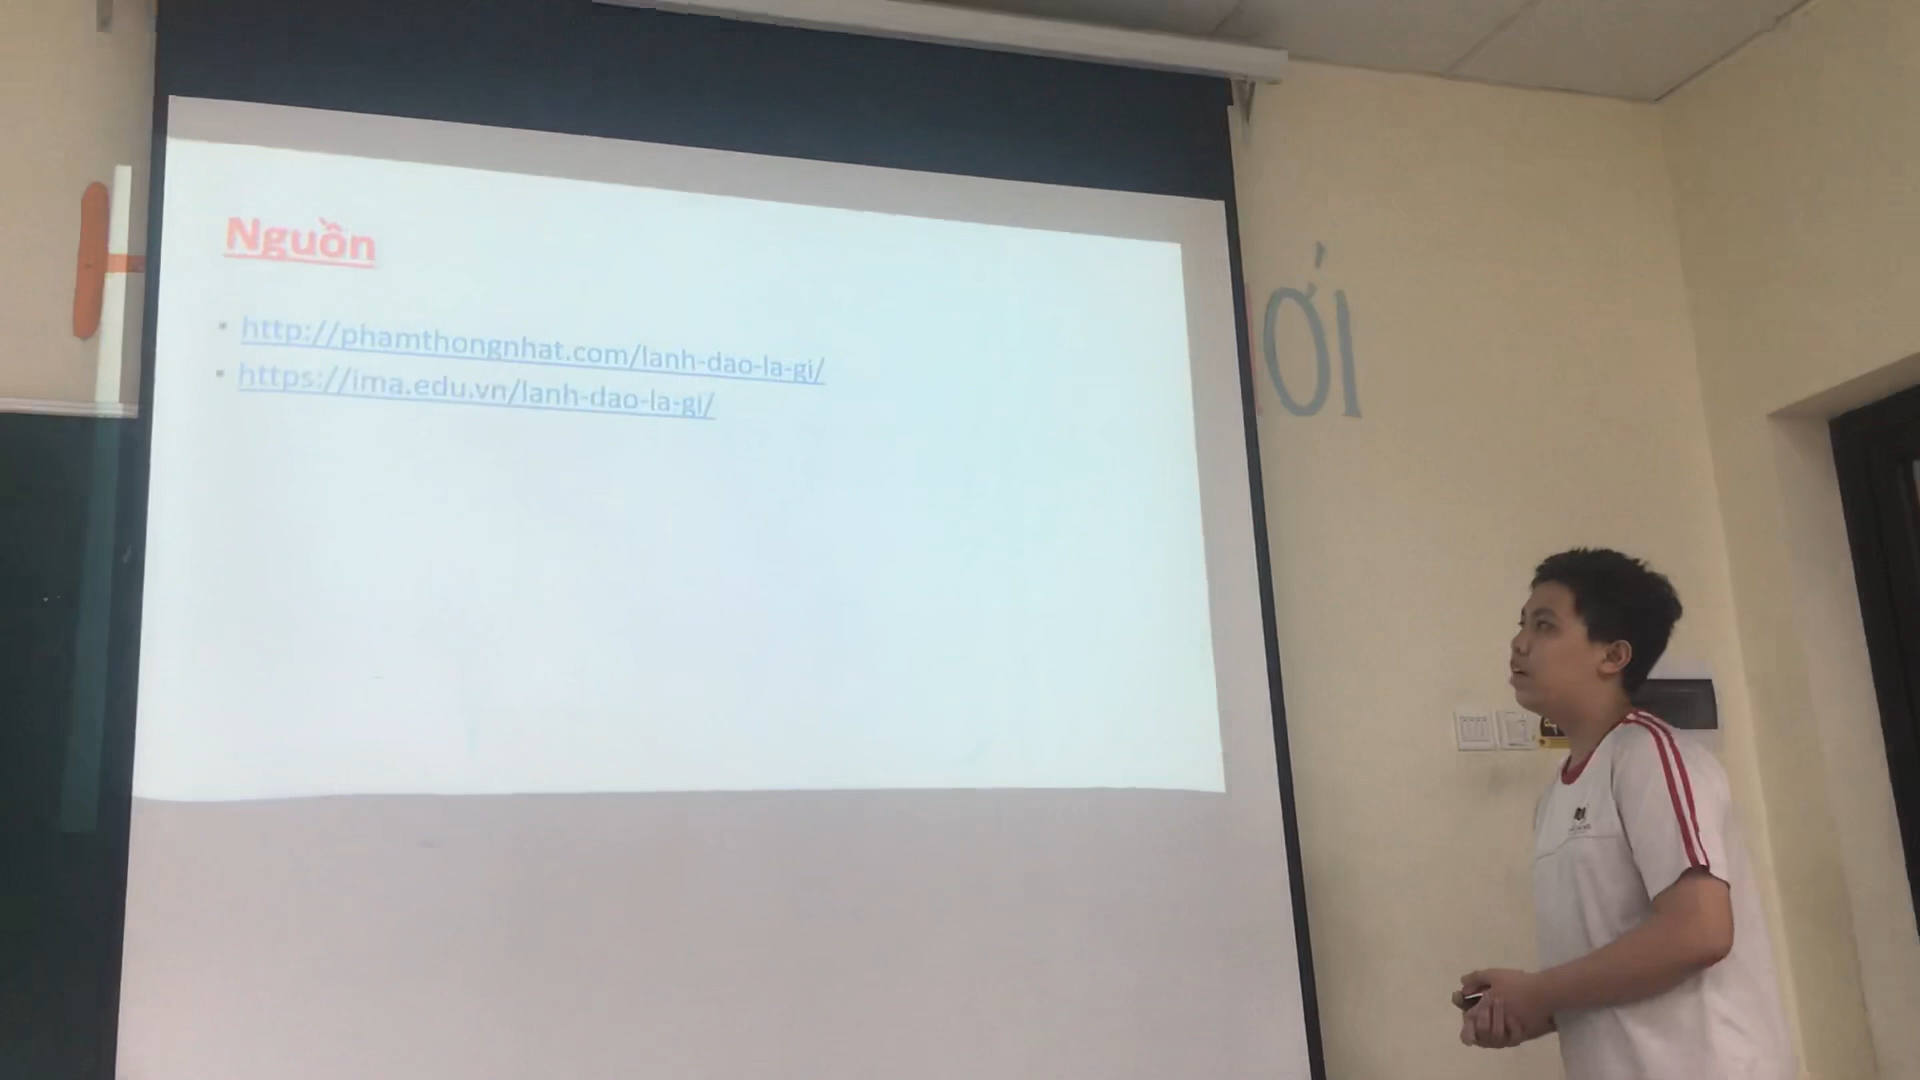 Nguồn
http://phamthongnhat.com/lanh-dao-la-gi/
https://ima.edu.vn/lanh-dao-la-gi/
ỚI